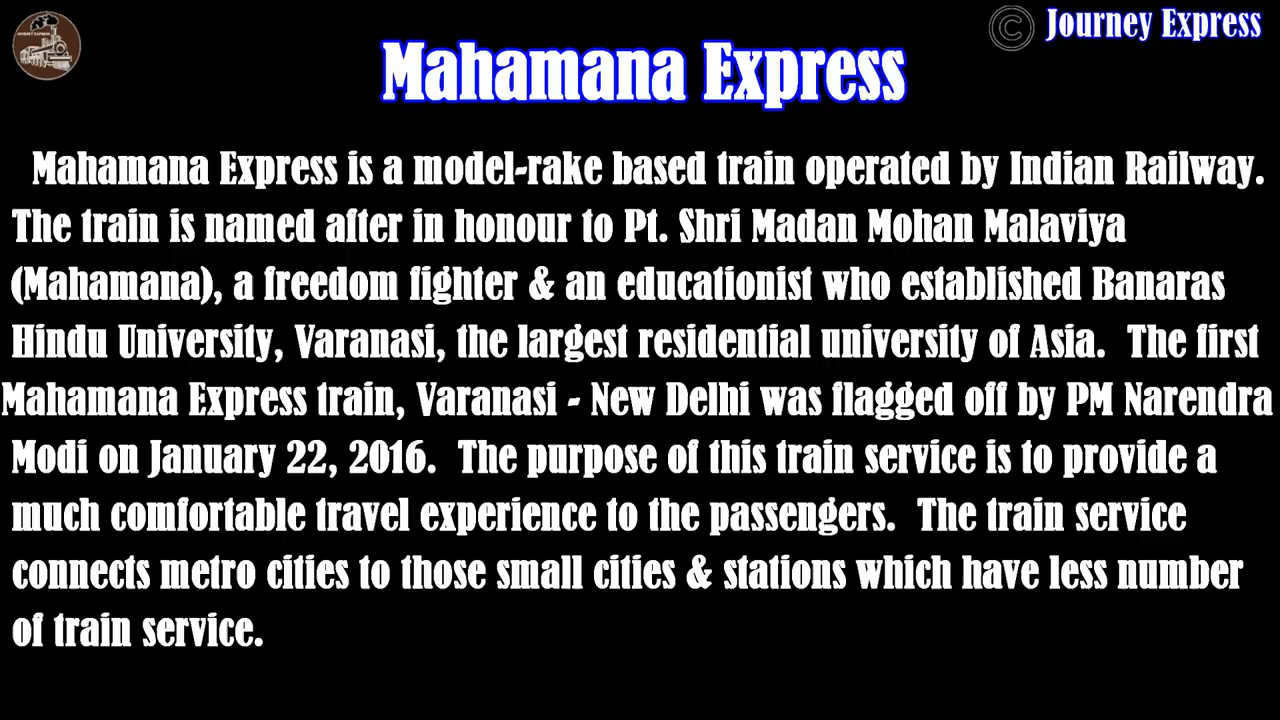 © Journey Express
Mahamana Express
Mahamana Express is a model-rake based train operated by Indian Railway.
The train is named after in honour to Pt. Shri Madan Mohan Malaviya
(Mahamana), a freedom fighter & an educationist who established Banaras
Hindu University, Varanasi, the largest residential university of Asia. The first
Mahamana Express train, Varanasi - New Delhi was flagged off by PM Narendra
Modi on January 22, 2016. The purpose of this train service is to provide a
much comfortable travel experience to the passengers. The train service
connects metro cities to those small cities & stations which have less number
of train service.